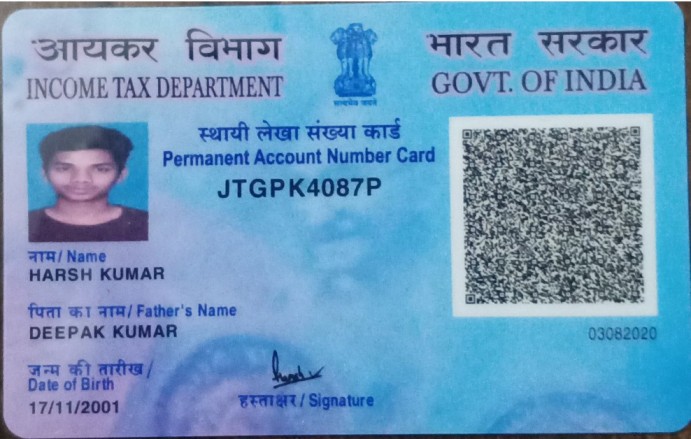 आयकर विभाग
INCOME TAX DEPARTMENT
भारत सरकार
GOVT. OF INDIA
सत्यमेव जयते
स्थायी लेखा संख्या कार्ड
Permanent Account Number Card
JTGPK4087P
नाम/ Name
HARSH KUMAR
पिता का नाम/ Father's Name
DEEPAK KUMAR
जन्म की तारीख/
Date of Birth
17/11/2001
हस्ताक्षर/ Signature
03082020